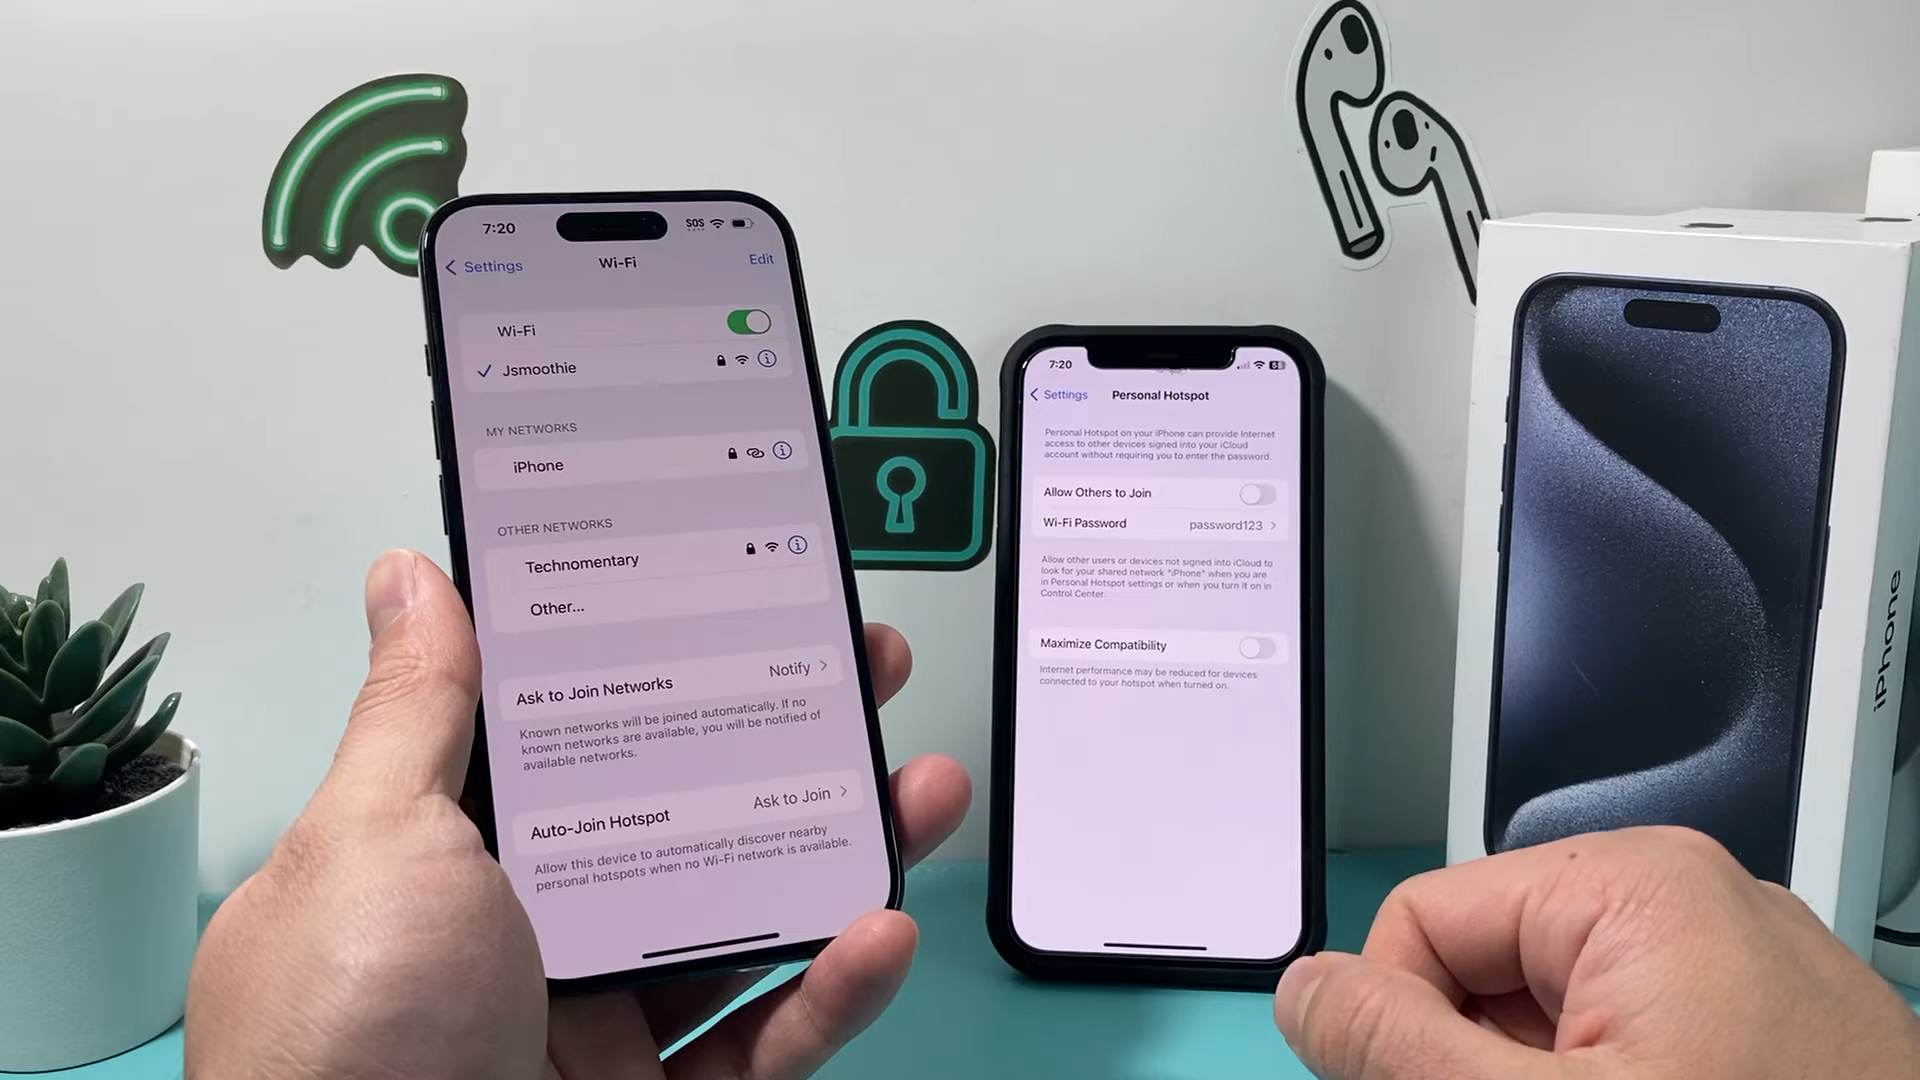 7:20
SOS
Settings
Wi-Fi
Edit
Wi-Fi
Jsmoothie
MY NETWORKS
iPhone
OTHER NETWORKS
Technomentary
Other...
Ask to Join Networks
Notify
Known networks will be joined automatically. If no
known networks are available, you will be notified of
available networks.
Auto-Join Hotspot
Ask to Join
Allow this device to automatically discover nearby
personal hotspots when no Wi-Fi network is available.
7:20
Settings
Personal Hotspot
Personal Hotspot on your iPhone can provide Internet
access to other devices signed into your iCloud
account without requiring you to enter the password.
Allow Others to Join
Wi-Fi Password
password123
Allow other users or devices not signed into iCloud to
look for your shared network “iPhone” when you are
in Personal Hotspot settings or when you turn it on in
Control Center.
Maximize Compatibility
Internet performance may be reduced for devices
connected to your hotspot when turned on.
iPhone